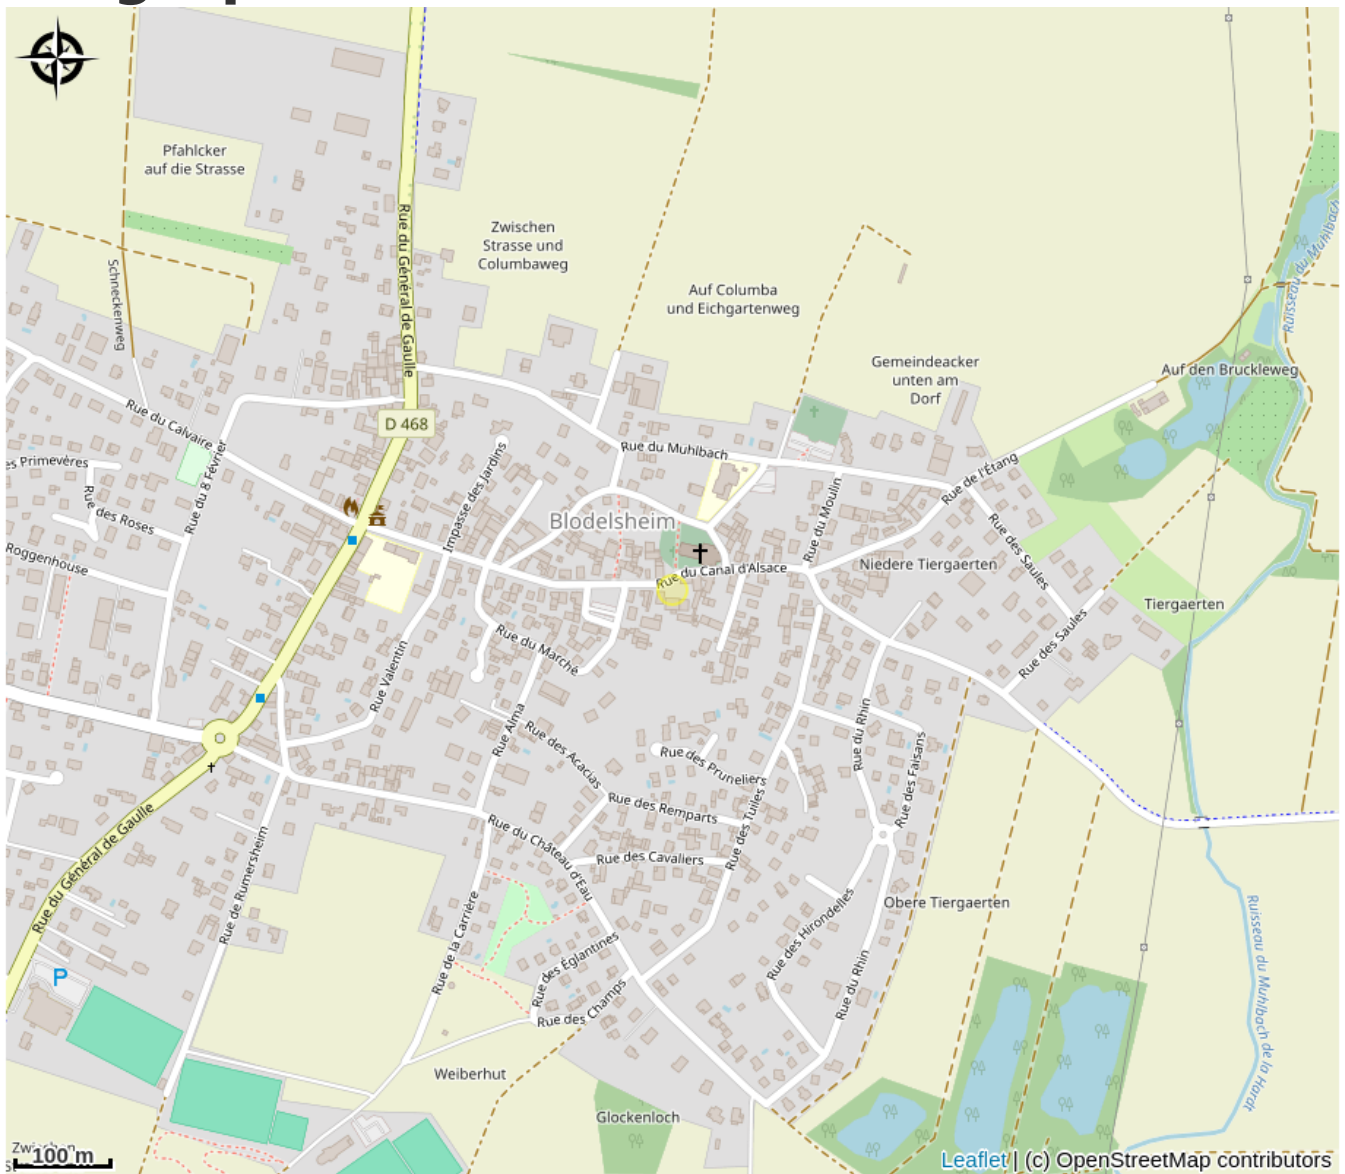 Pfahlcker
auf die Strasse
Rue du Général de Gaulle
Zwischen
Strasse und
Columbaweg
Schneckenweg
Auf Columba
und Eichgartenweg
Ruisseau du Muhlbach
Gemeindeacker
unten am
Dorf
Auf den Bruckleweg
Rue du Calvaire
D 468
Rue du 8 Février
Impasse des Jardins
Rue du Muhlbach
Rue de l'Étang
es Primevères
Rue des Roses
Rue du Moulin
Rue des Saules
Blodelsheim
Roggenhouse
Rue du Canal d'Alsace
Niedere Tiergaerten
Tiergaerten
Rue des Saules
Rue du Marché
Rue Valentin
Rue Alma
Rue des Acacias
Rue du Rhin
Rue des Faisans
Rue des Pruneliers
Rue des Remparts
Rue des Tuiles
Rue du Château d'Eau
Rue des Cavaliers
Rue du Général de Gaulle
Rue de Rumersheim
Rue de la Carrière
Rue des Hirondelles
Obere Tiergaerten
Rue des Églantines
Rue du Rhin
Ruisseau du Muhlbach de la Hardt
P
Rue des Champs
Weiberhut
Glockenloch
Zwischen
100 m
Leaflet | (c) OpenStreetMap contributors